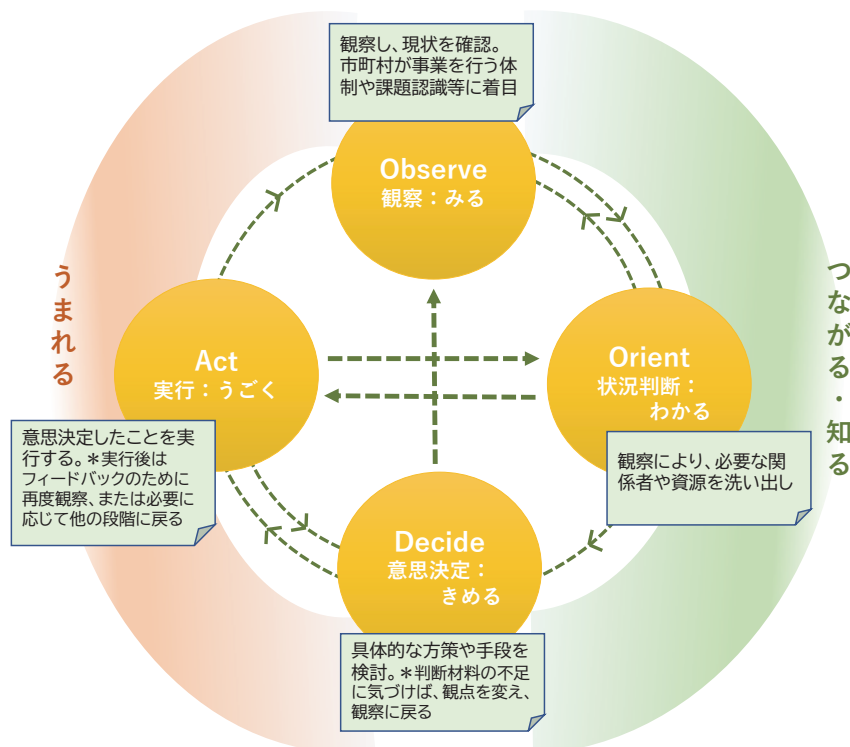 観察し、現状を確認。
市町村が事業を行う体
制や課題認識等に着目
Observe
観察：みる
うまれる
つながる・知る
Act
実行：うごく
Orient
状況判断：
わかる
意思決定したことを実
行する。＊実行後は
フィードバックのために
再度観察、または必要に
応じて他の段階に戻る
観察により、必要な関
係者や資源を洗い出し
Decide
意思決定：
きめる
具体的な方策や手段を
検討。＊判断材料の不足
に気づけば、観点を変え、
観察に戻る